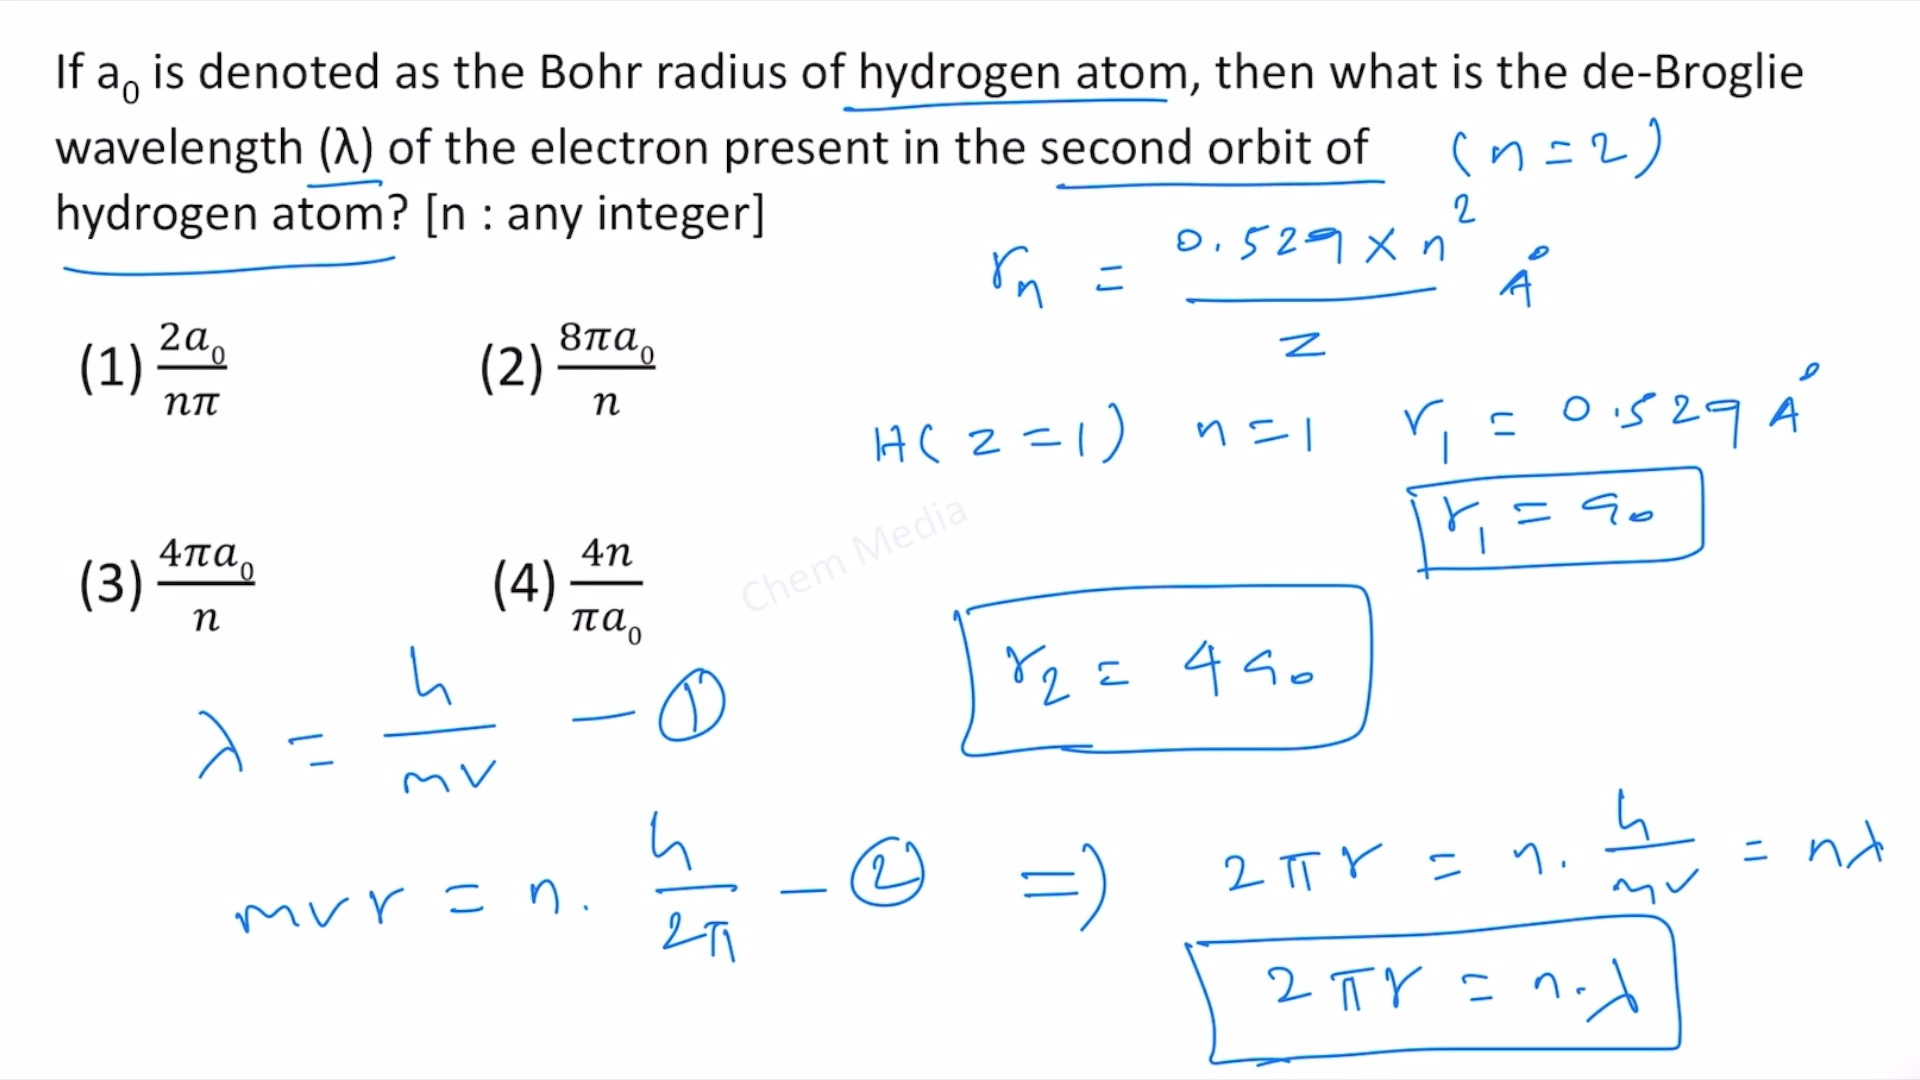 If a₀ is denoted as the Bohr radius of hydrogen atom, then what is the de-Broglie
wavelength (λ) of the electron present in the second orbit of (n=2)
hydrogen atom? [n : any integer]
rₙ = 0.529 × n² / Z Å
(1) 2a₀/nπ (2) 8πa₀/n
H(Z=1) n=1 r₁ = 0.529 Å
r₁ = a₀
Chem Media
(3) 4πa₀/n (4) 4n/πa₀
r₂ = 4a₀
λ = h/mv — ①
mvr = n. h/2π — ② ⇒ 2πr = n. h/mv = nλ
2πr = n.λ